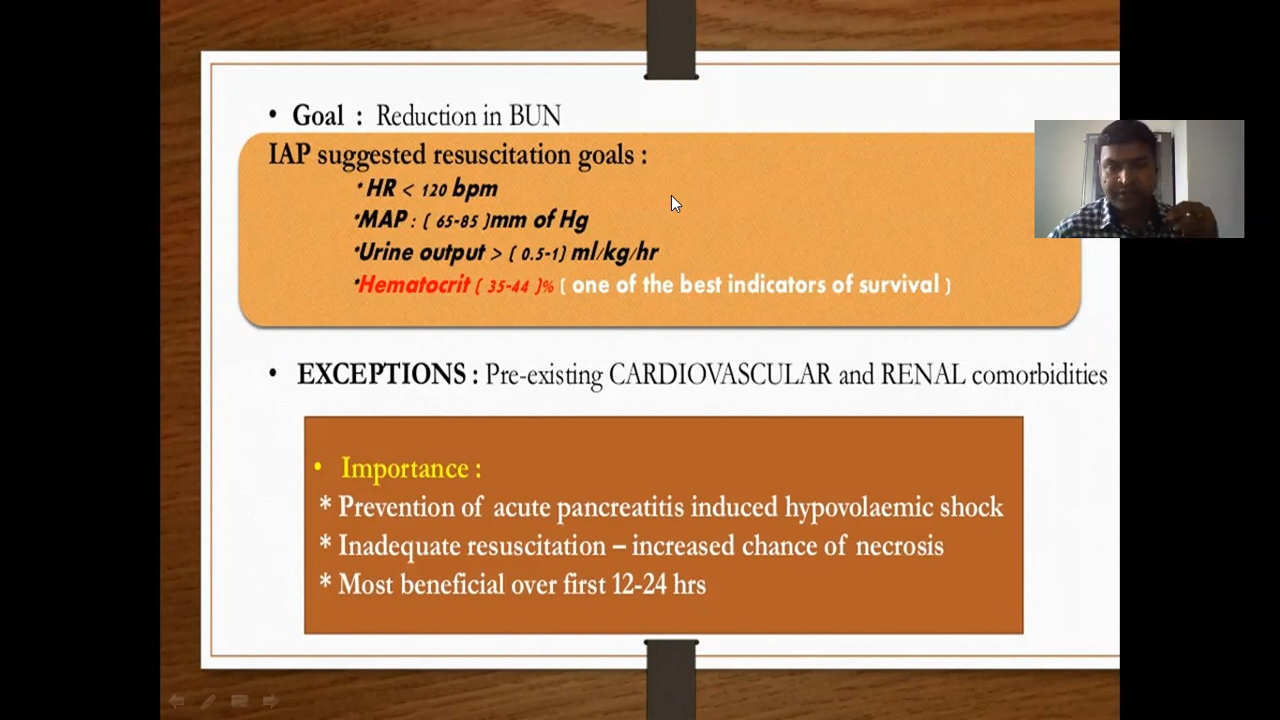 • Goal : Reduction in BUN
IAP suggested resuscitation goals :
*HR < 120 bpm
*MAP : ( 65-85 )mm of Hg
*Urine output > ( 0.5-1) ml/kg/hr
*Hematocrit ( 35-44 )% ( one of the best indicators of survival )
• EXCEPTIONS : Pre-existing CARDIOVASCULAR and RENAL comorbidities
• Importance :
* Prevention of acute pancreatitis induced hypovolaemic shock
* Inadequate resuscitation – increased chance of necrosis
* Most beneficial over first 12-24 hrs